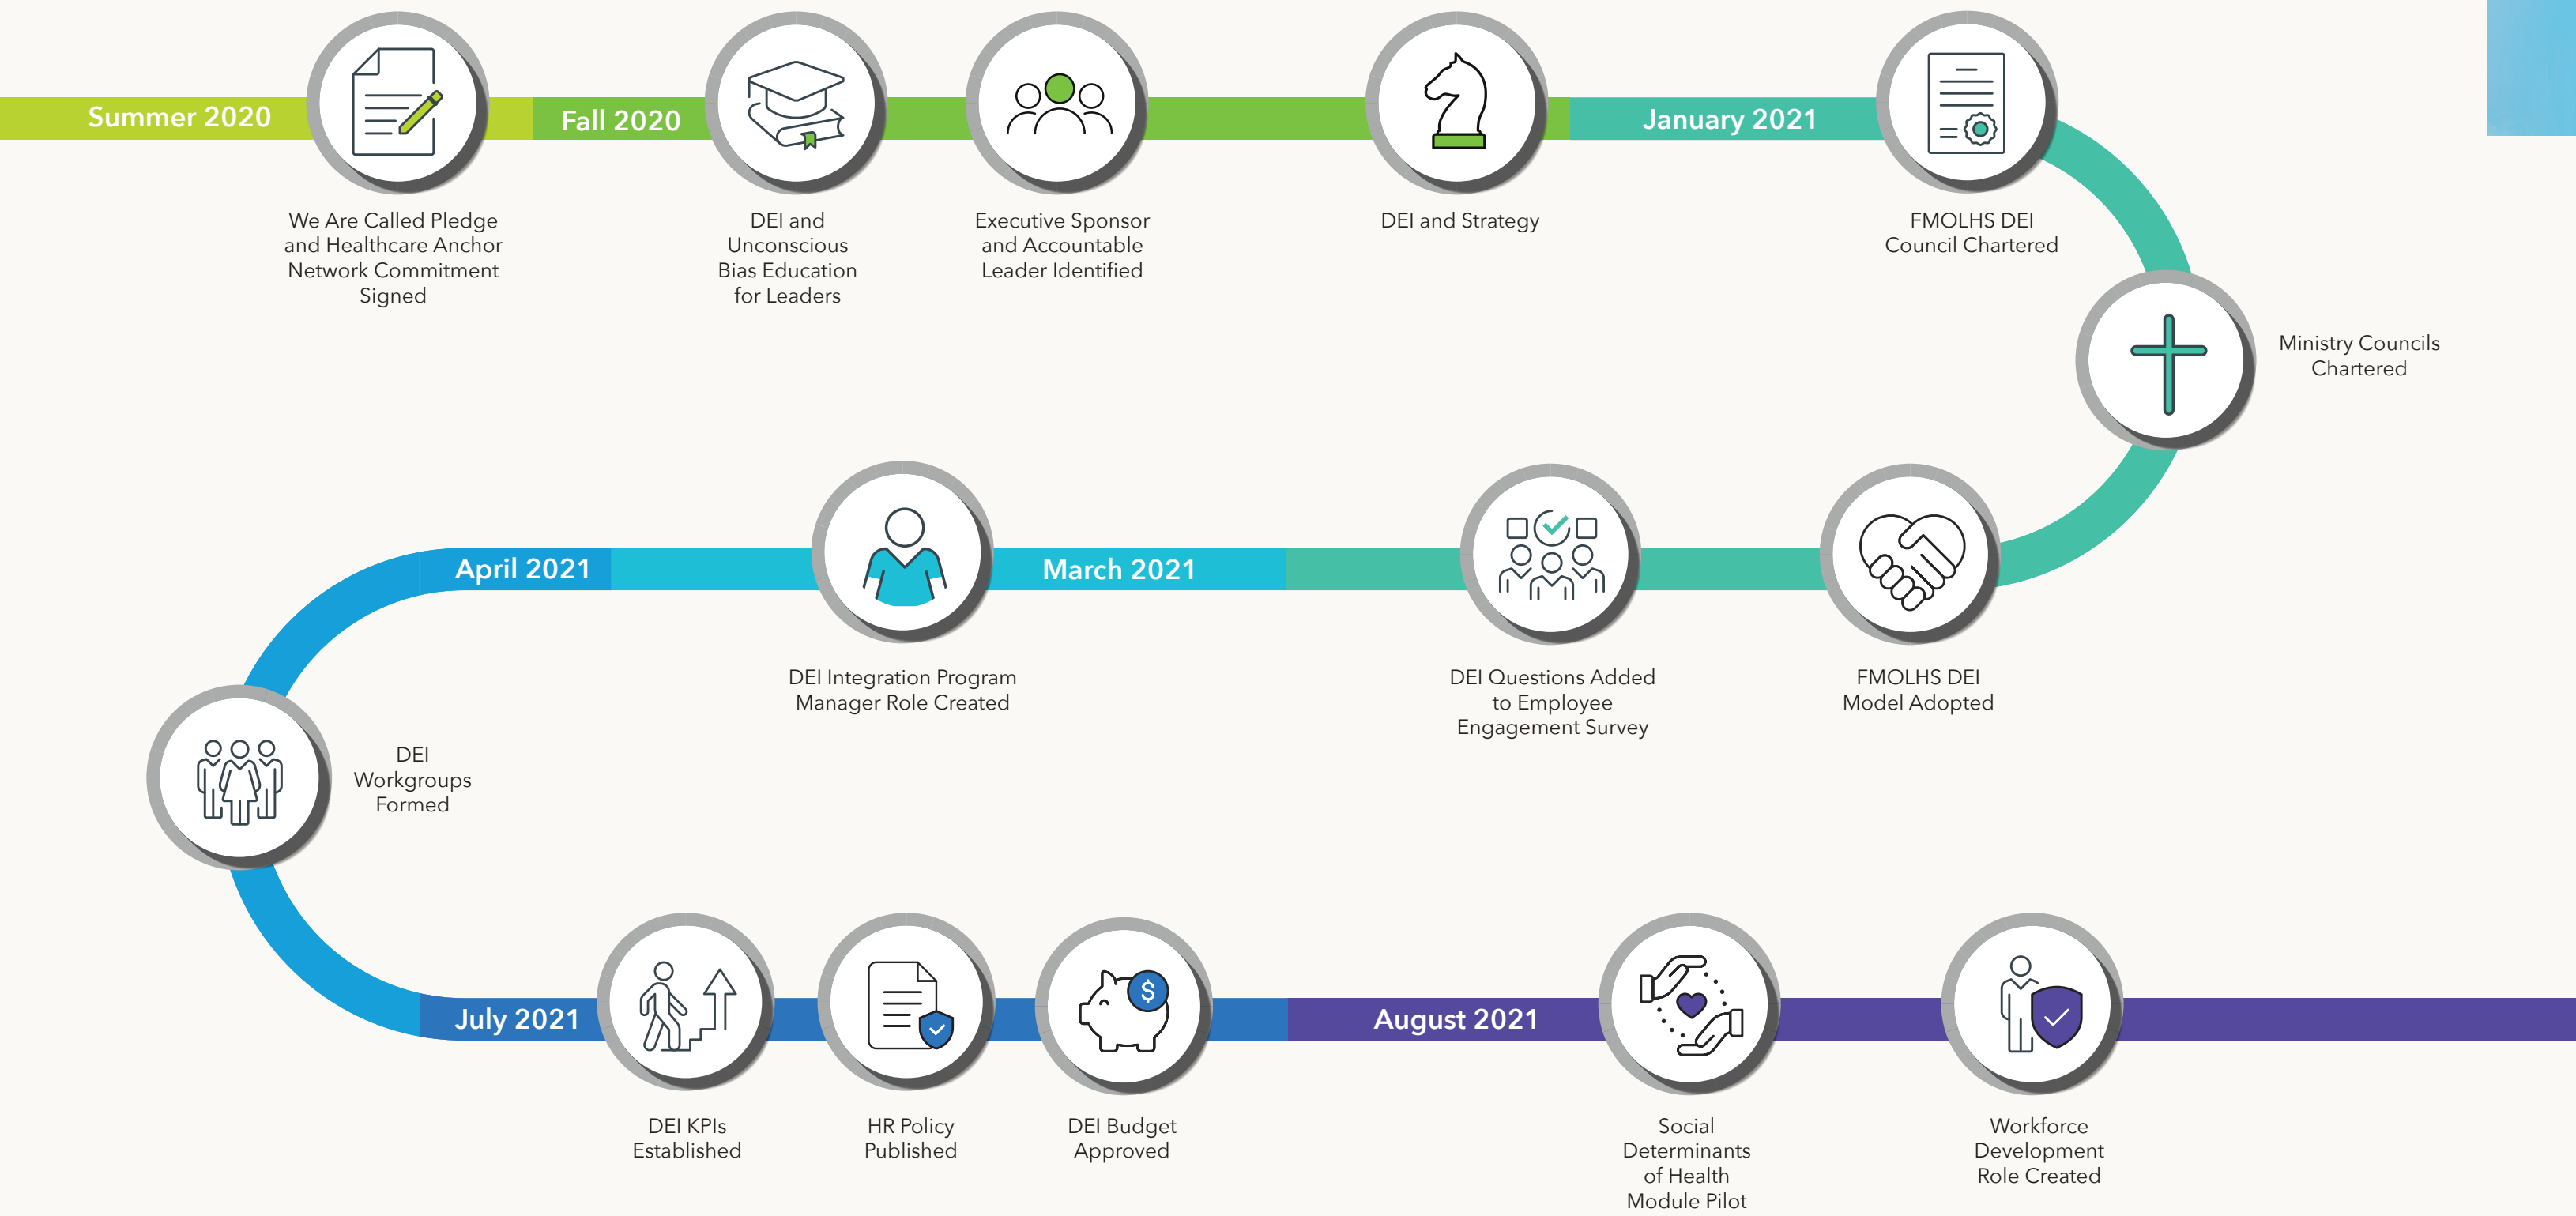 Summer 2020
We Are Called Pledge
and Healthcare Anchor
Network Commitment
Signed
Fall 2020
DEI and
Unconscious
Bias Education
for Leaders
Executive Sponsor
and Accountable
Leader Identified
DEI and Strategy
January 2021
FMOLHS DEI
Council Chartered
Ministry Councils
Chartered
FMOLHS DEI
Model Adopted
DEI Questions Added
to Employee
Engagement Survey
March 2021
DEI Integration Program
Manager Role Created
April 2021
DEI
Workgroups
Formed
July 2021
DEI KPIs
Established
HR Policy
Published
$
DEI Budget
Approved
August 2021
Social
Determinants
of Health
Module Pilot
Workforce
Development
Role Created